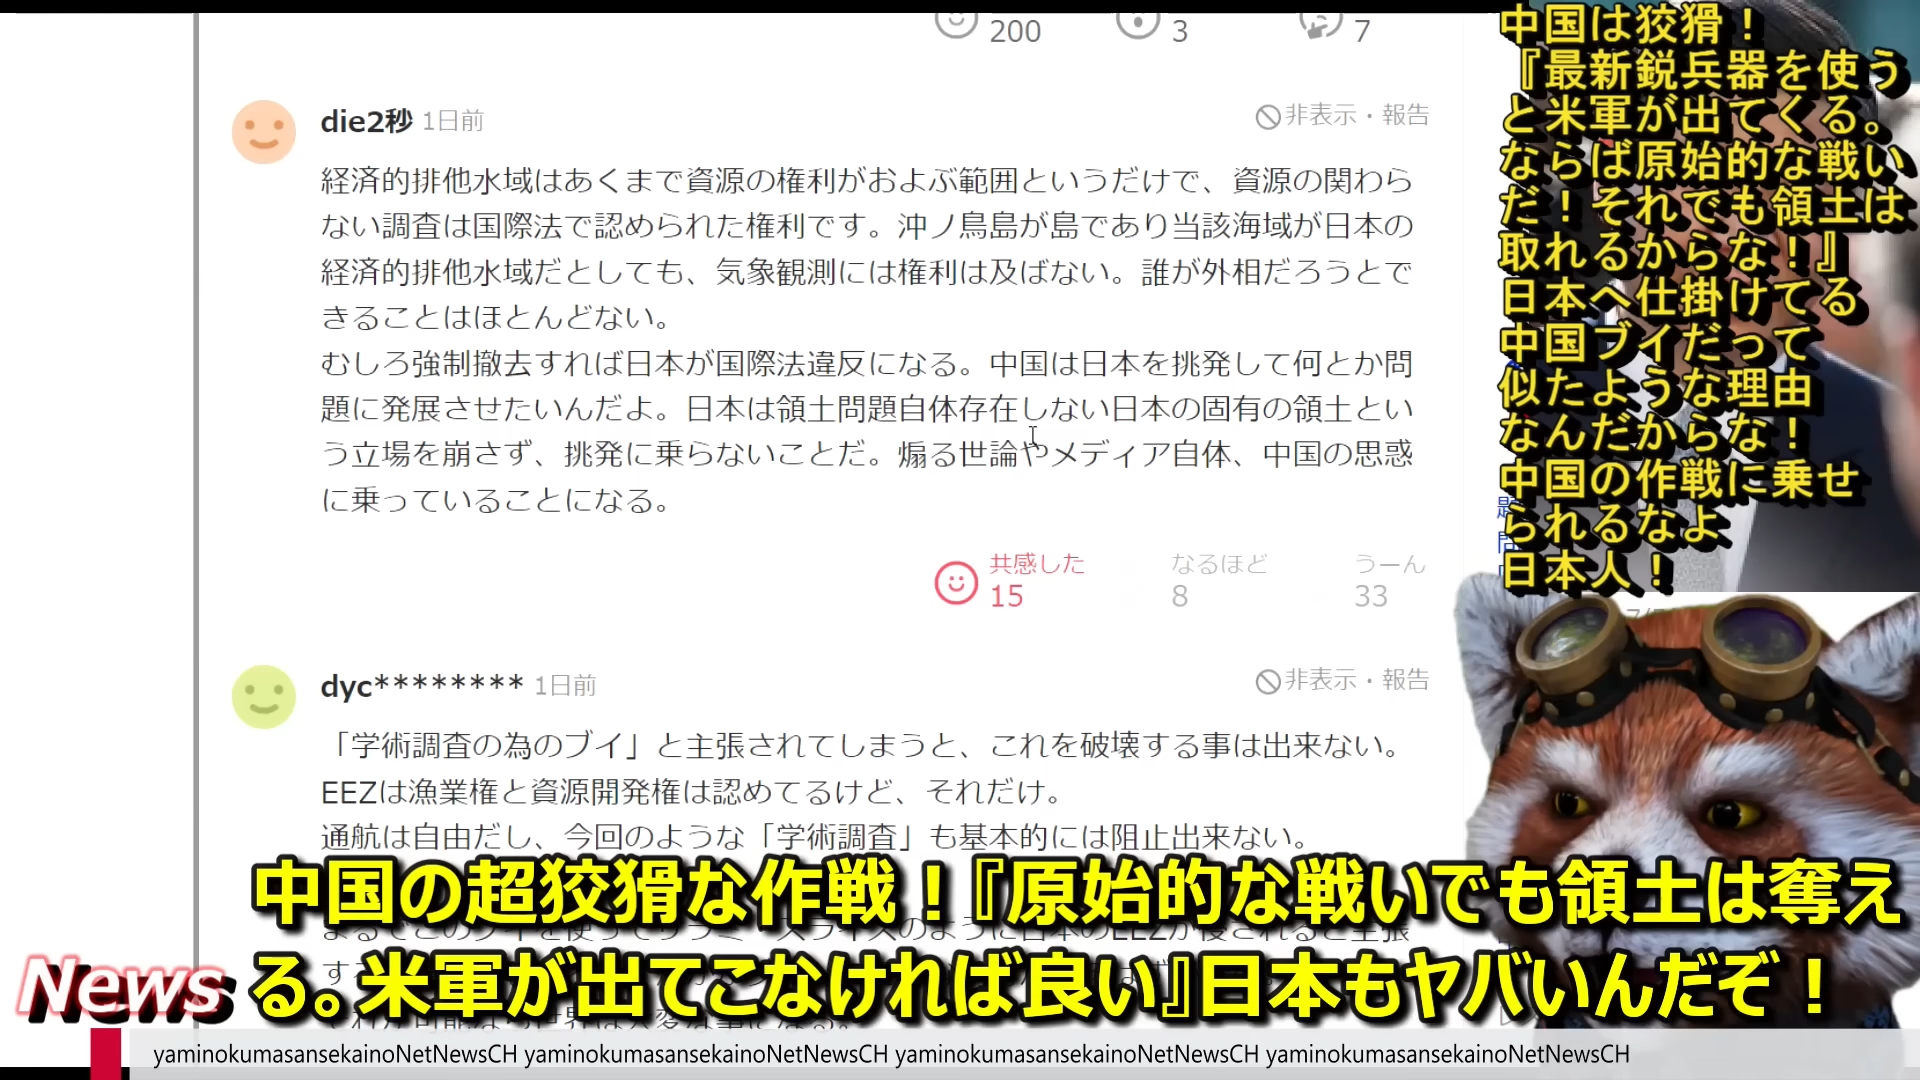 200
3
7
die2秒 1日前
非表示・報告
経済的排他水域はあくまで資源の権利がおよぶ範囲というだけで、資源の関わら
ない調査は国際法で認められた権利です。沖ノ鳥島が島であり当該海域が日本の
経済的排他水域だとしても、気象観測には権利は及ばない。誰が外相だろうとで
きることはほとんどない。
むしろ強制撤去すれば日本が国際法違反になる。中国は日本を挑発して何とか問
題に発展させたいんだよ。日本は領土問題自体存在しない日本の固有の領土とい
う立場を崩さず、挑発に乗らないことだ。煽る世論やメディア自体、中国の思惑
に乗っていることになる。
共感した
15
なるほど
8
うーん
33
dyc******** 1日前
非表示・報告
「学術調査の為のブイ」と主張されてしまうと、これを破壊する事は出来ない。
EEZは漁業権と資源開発権は認めてるけど、それだけ。
通航は自由だし、今回のような「学術調査」も基本的には阻止出来ない。
中国は狡猾！
『最新鋭兵器を使う
と米軍が出てくる。
ならば原始的な戦い
だ！それでも領土は
取れるからな！』
日本へ仕掛けてる
中国ブイだって
似たような理由
なんだからな！
中国の作戦に乗せ
られるなよ
日本人！
中国の超狡猾な作戦！『原始的な戦いでも領土は奪え
る。米軍が出てこなければ良い』日本もヤバいんだぞ！
News
yaminokumasansekainoNetNewsCH yaminokumasansekainoNetNewsCH yaminokumasansekainoNetNewsCH yaminokumasansekainoNetNewsCH